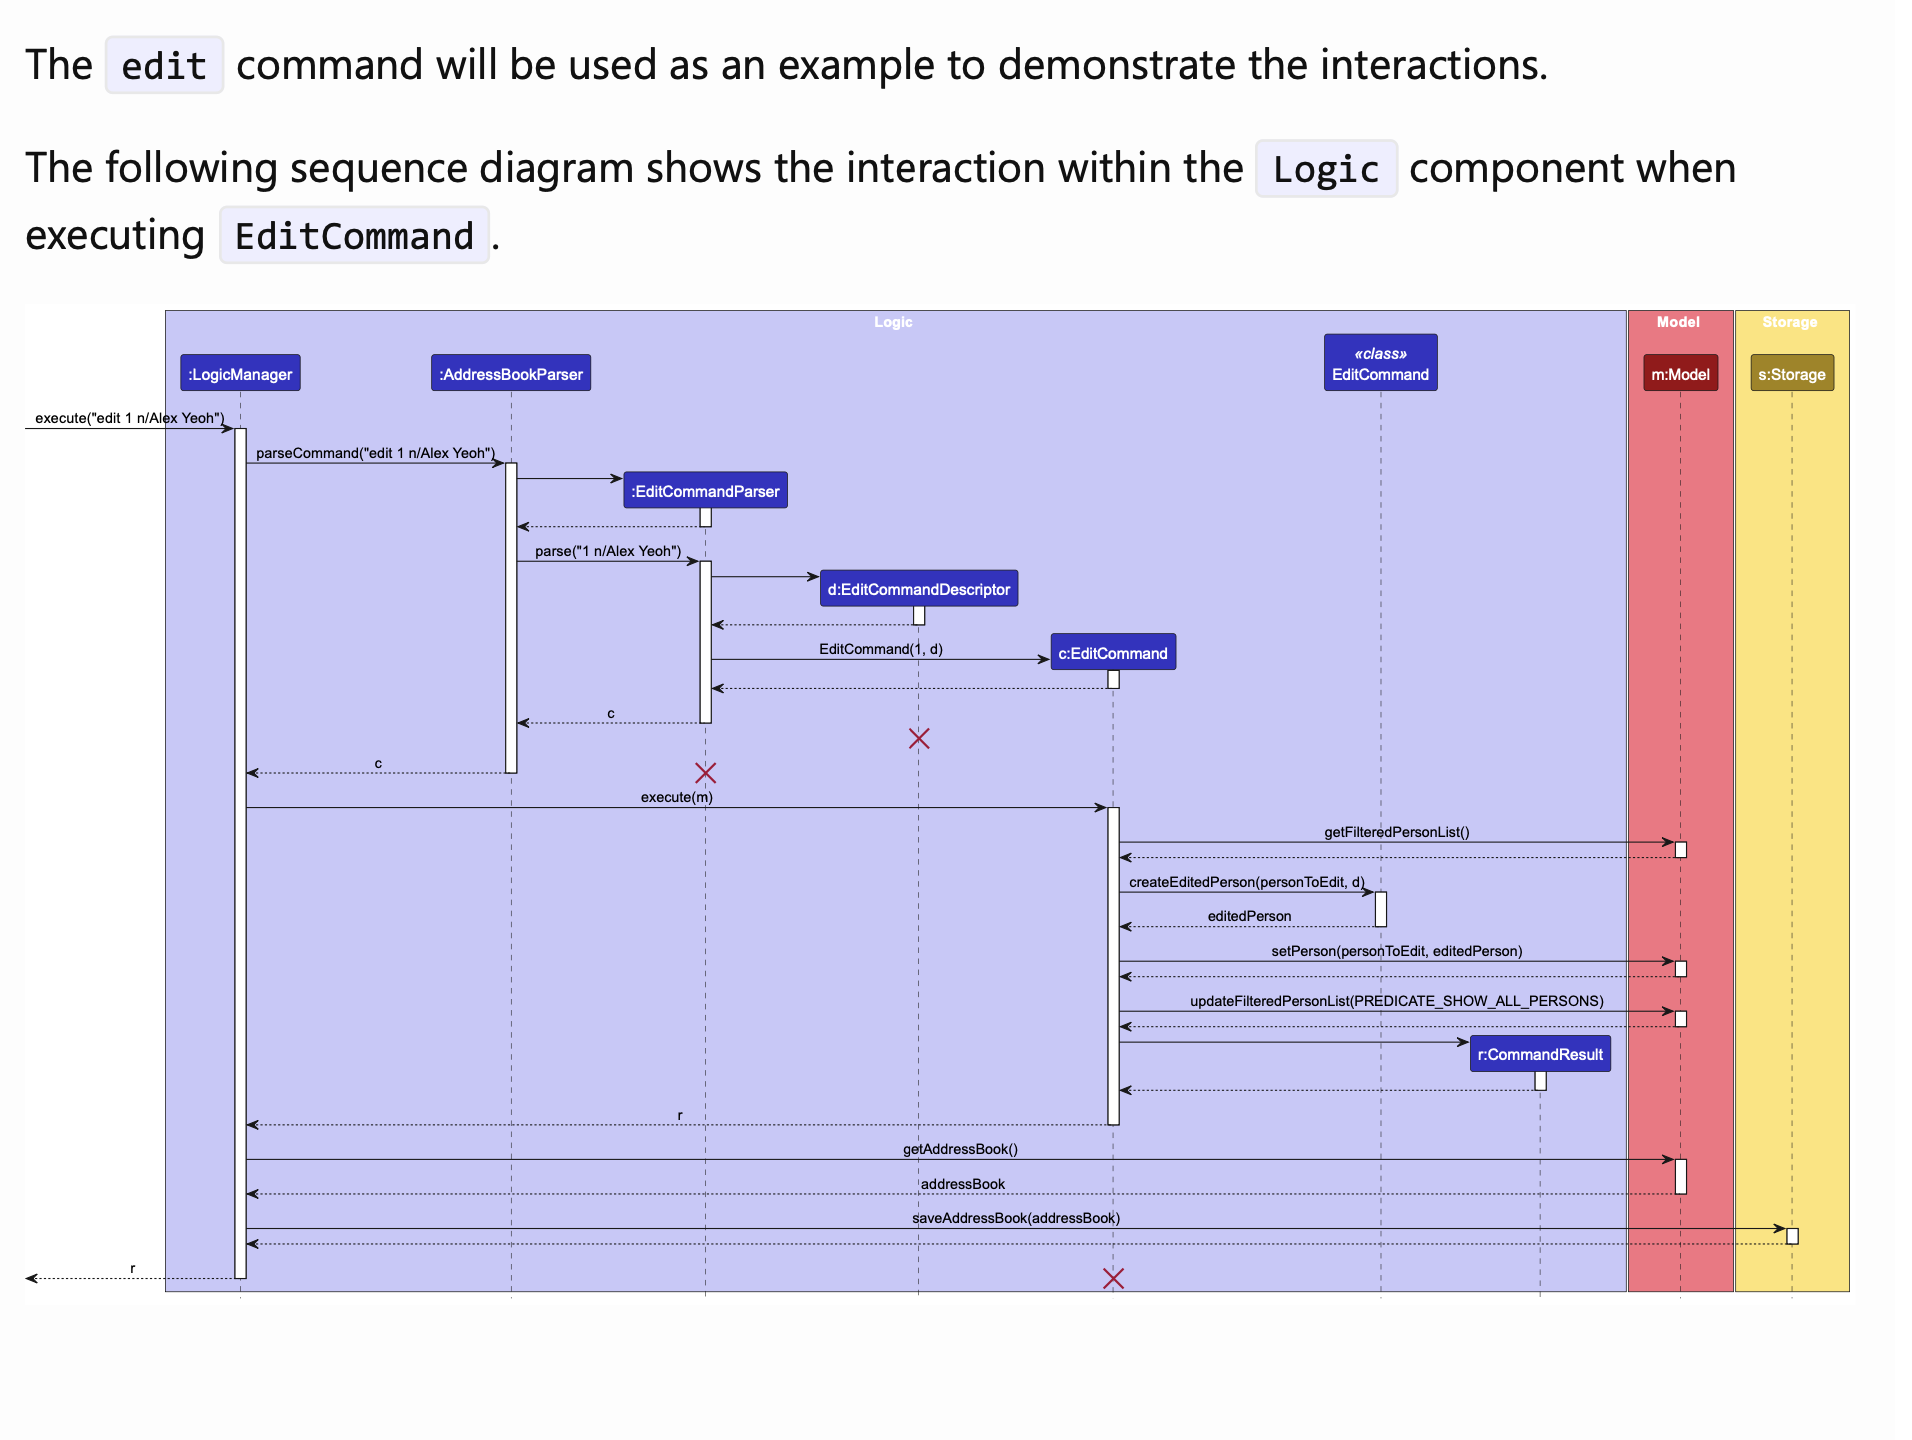 The edit command will be used as an example to demonstrate the interactions.
The following sequence diagram shows the interaction within the Logic component when
executing EditCommand.
Logic
Model
Storage
«class»
EditCommand
:LogicManager
:AddressBookParser
m:Model
s:Storage
execute("edit 1 n/Alex Yeoh")
parseCommand("edit 1 n/Alex Yeoh")
:EditCommandParser
parse("1 n/Alex Yeoh")
d:EditCommandDescriptor
EditCommand(1, d)
c:EditCommand
c
c
execute(m)
getFilteredPersonList()
createEditedPerson(personToEdit, d)
editedPerson
setPerson(personToEdit, editedPerson)
updateFilteredPersonList(PREDICATE_SHOW_ALL_PERSONS)
r:CommandResult
r
getAddressBook()
addressBook
saveAddressBook(addressBook)
r